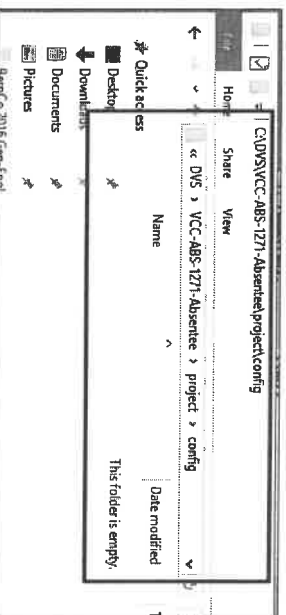 C:\DVS\VCC-ABS-1271-Absentee\project\config
File Home Share View
« DVS › VCC-ABS-1271-Absentee › project › config
Name Date modified
This folder is empty.
Quick access
Desktop
Downloads
Documents
Pictures